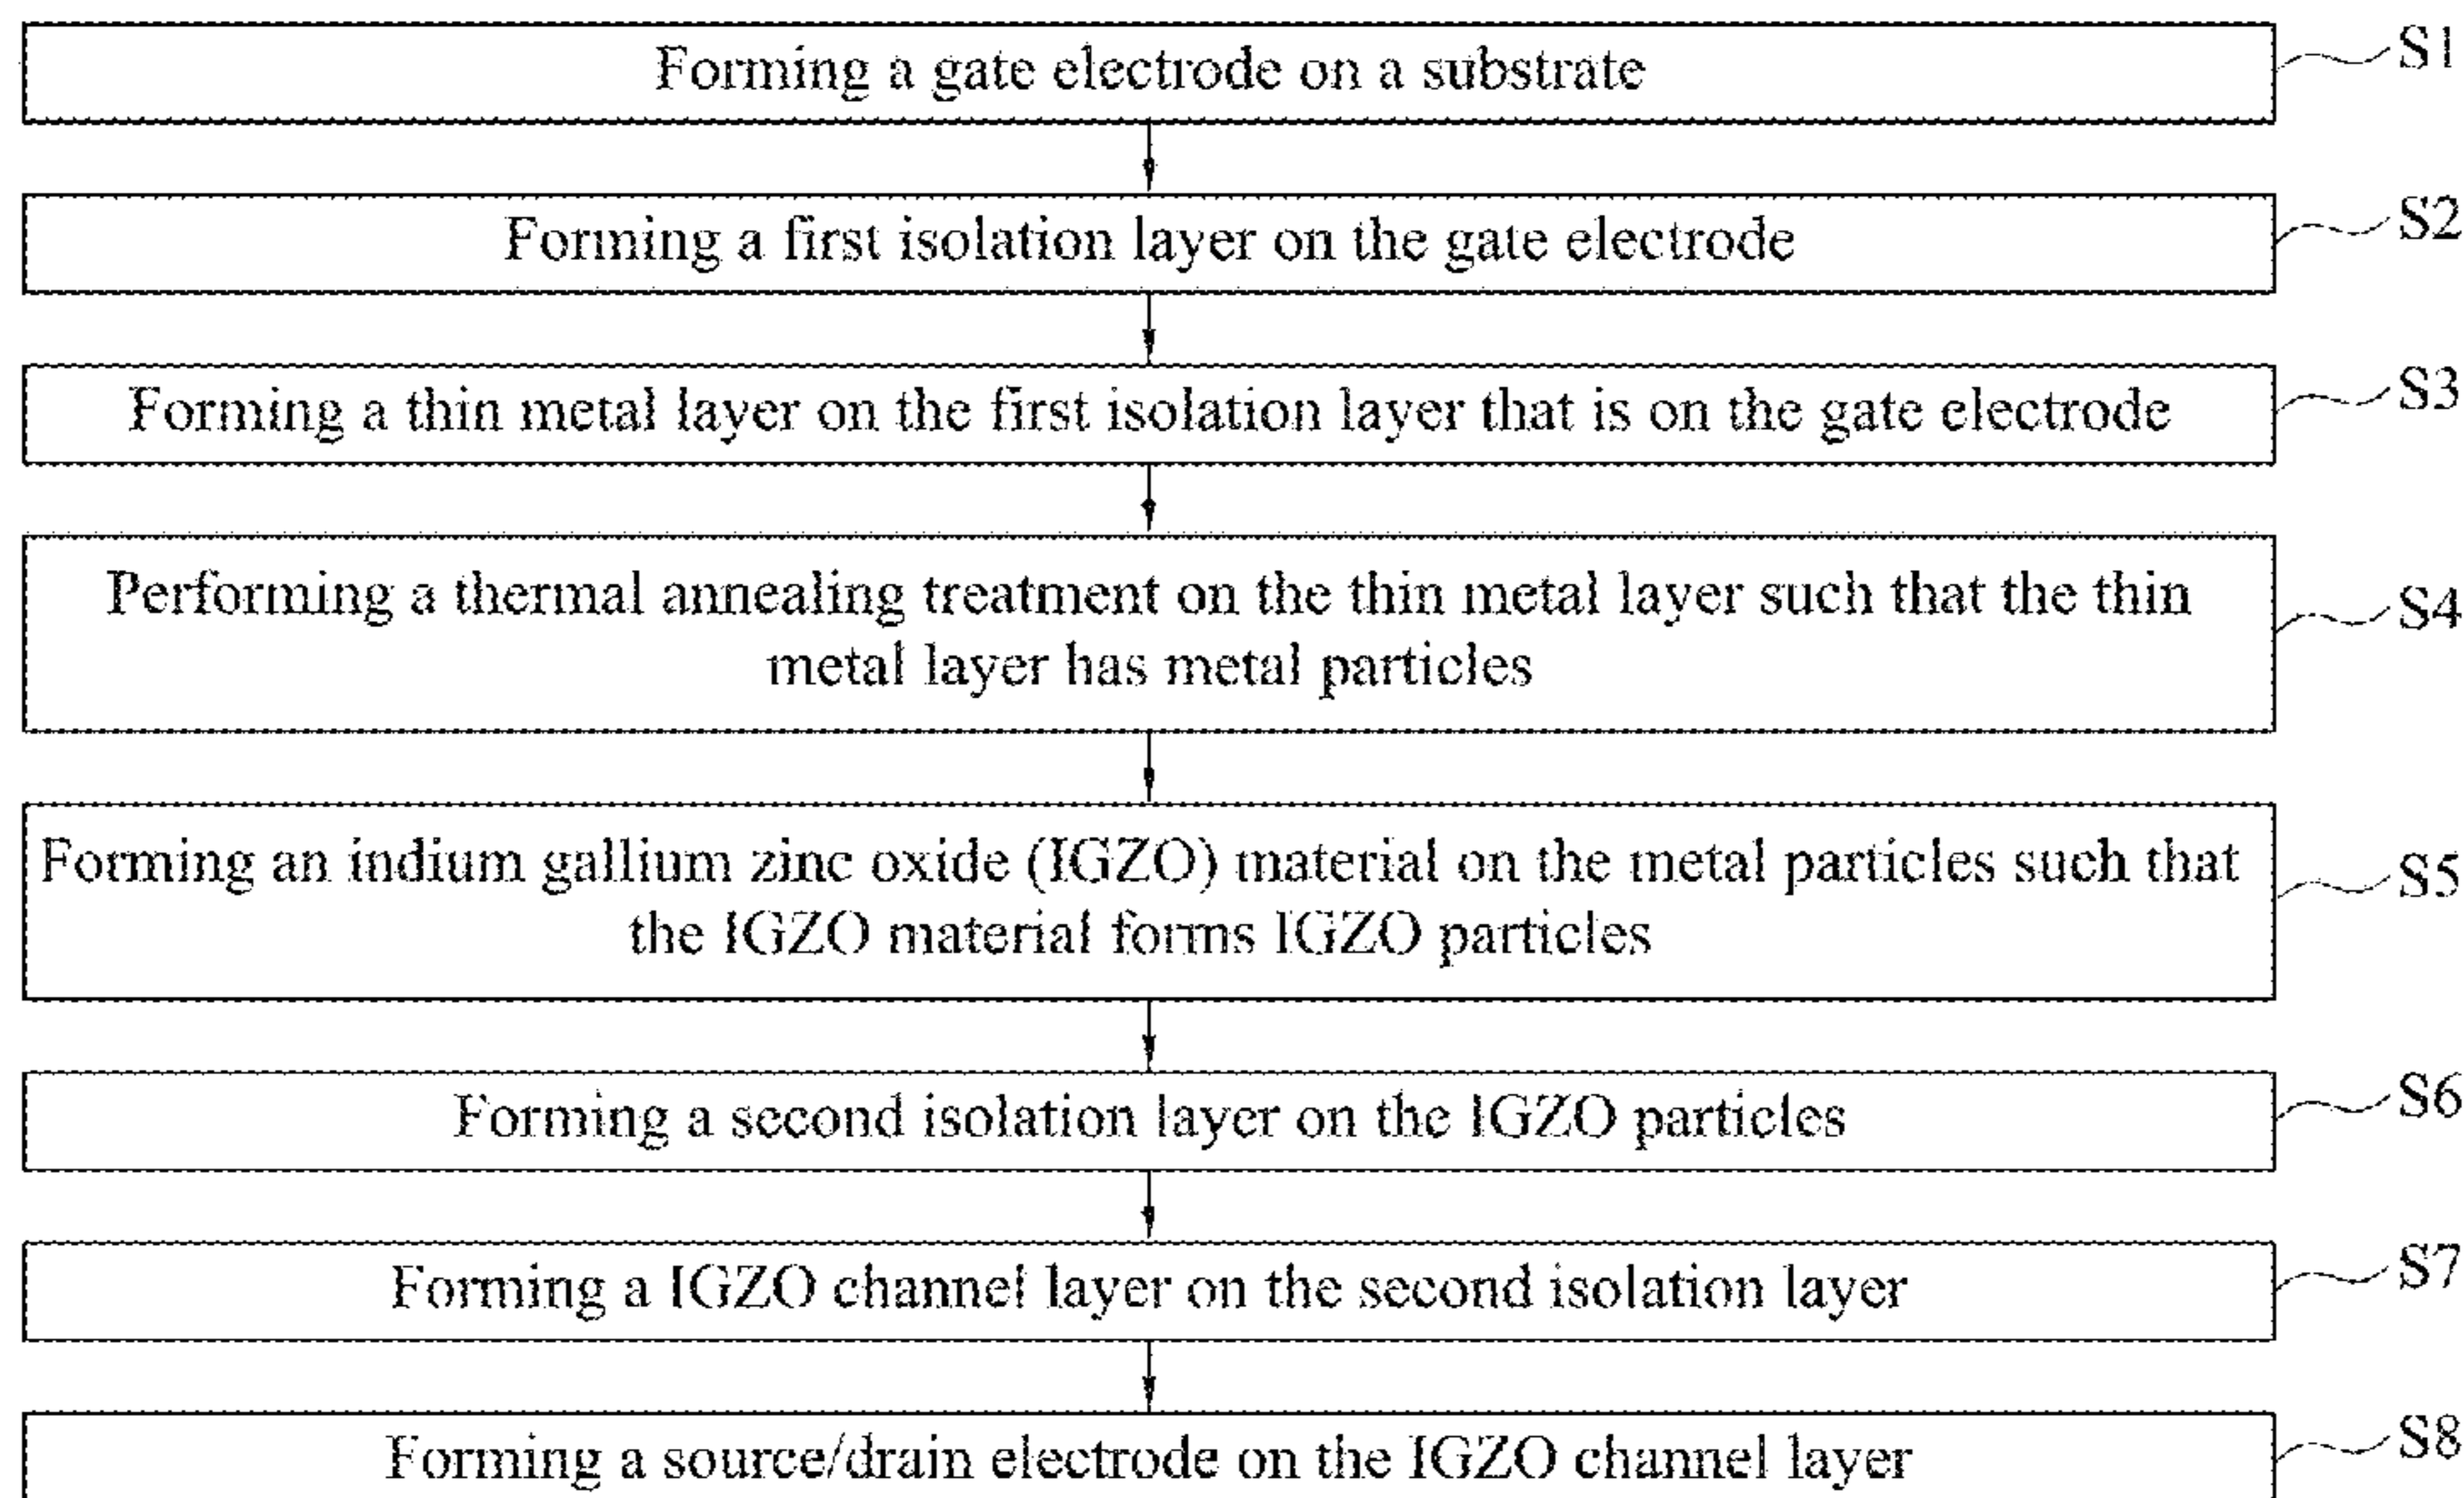 Forming a gate electrode on a substrate
S1
Forming a first isolation layer on the gate electrode
S2
Forming a thin metal layer on the first isolation layer that is on the gate electrode
S3
Performing a thermal annealing treatment on the thin metal layer such that the thin
metal layer has metal particles
S4
Forming an indium gallium zinc oxide (IGZO) material on the metal particles such that
the IGZO material forms IGZO particles
S5
Forming a second isolation layer on the IGZO particles
S6
Forming a IGZO channel layer on the second isolation layer
S7
Forming a source/drain electrode on the IGZO channel layer
S8